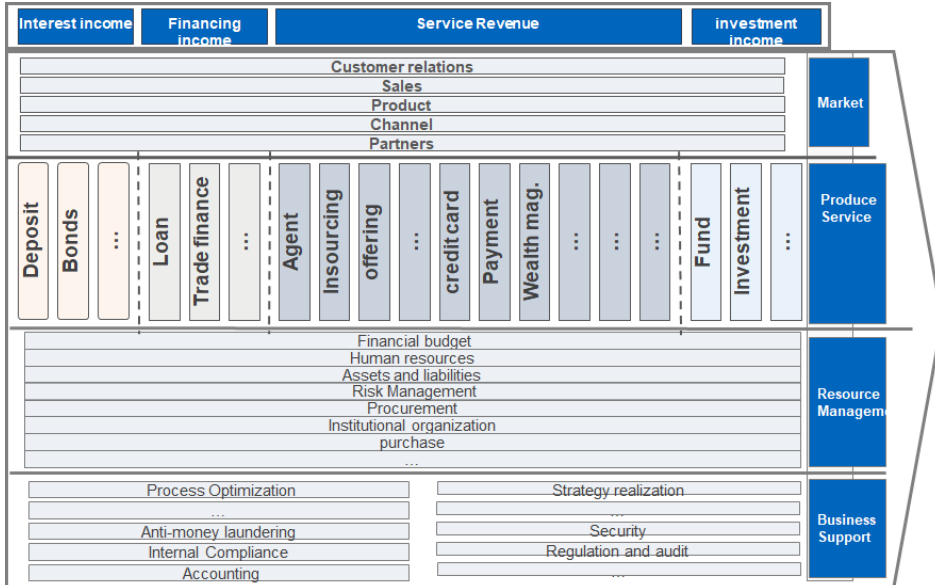 Interest income
Financing
income
Service Revenue
investment
income
Customer relations
Sales
Product
Channel
Partners
Market
Deposit
Bonds
...
Loan
Trade finance
...
Agent
Insourcing
offering
...
credit card
Payment
Wealth mag.
...
...
...
Fund
Investment
...
Produce
Service
Financial budget
Human resources
Assets and liabilities
Risk Management
Procurement
Institutional organization
purchase
...
Resource
Manageme
Process Optimization
...
Anti-money laundering
Internal Compliance
Accounting
Strategy realization
...
Security
Regulation and audit
...
Business
Support